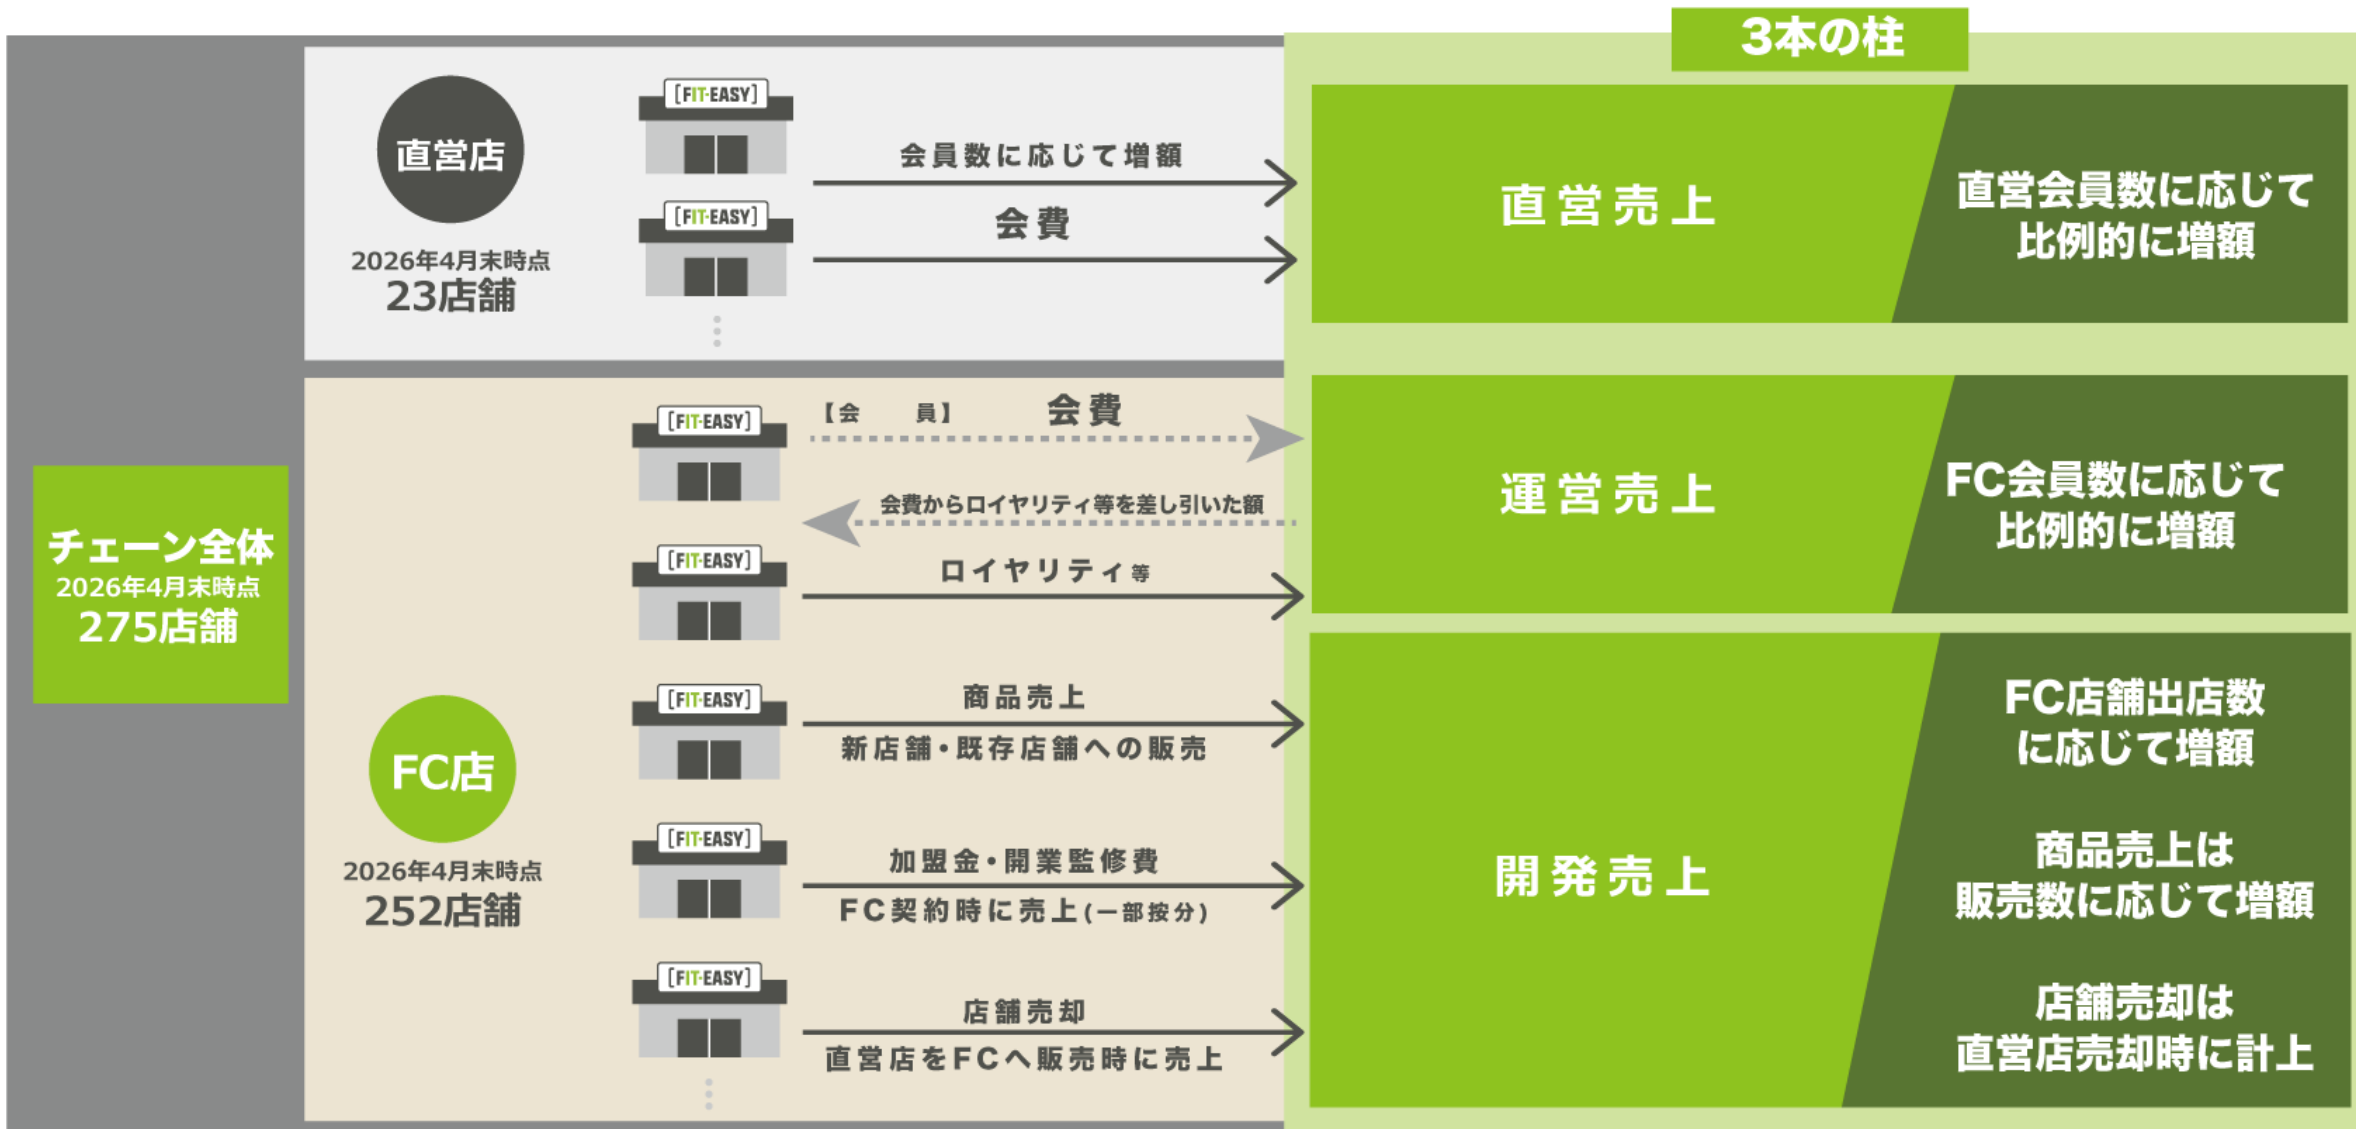 3本の柱
チェーン全体
2026年4月末時点
275店舗
直営店
2026年4月末時点
23店舗
[FIT-EASY]
[FIT-EASY]
会員数に応じて増額
会費
直営売上
直営会員数に応じて
比例的に増額
FC店
2026年4月末時点
252店舗
[FIT-EASY]
【会　員】　会費
会費からロイヤリティ等を差し引いた額
[FIT-EASY]
ロイヤリティ等
運営売上
FC会員数に応じて
比例的に増額
[FIT-EASY]
商品売上
新店舗・既存店舗への販売
[FIT-EASY]
加盟金・開業監修費
FC契約時に売上(一部按分)
[FIT-EASY]
店舗売却
直営店をFCへ販売時に売上
開発売上
FC店舗出店数
に応じて増額
商品売上は
販売数に応じて増額
店舗売却は
直営店売却時に計上